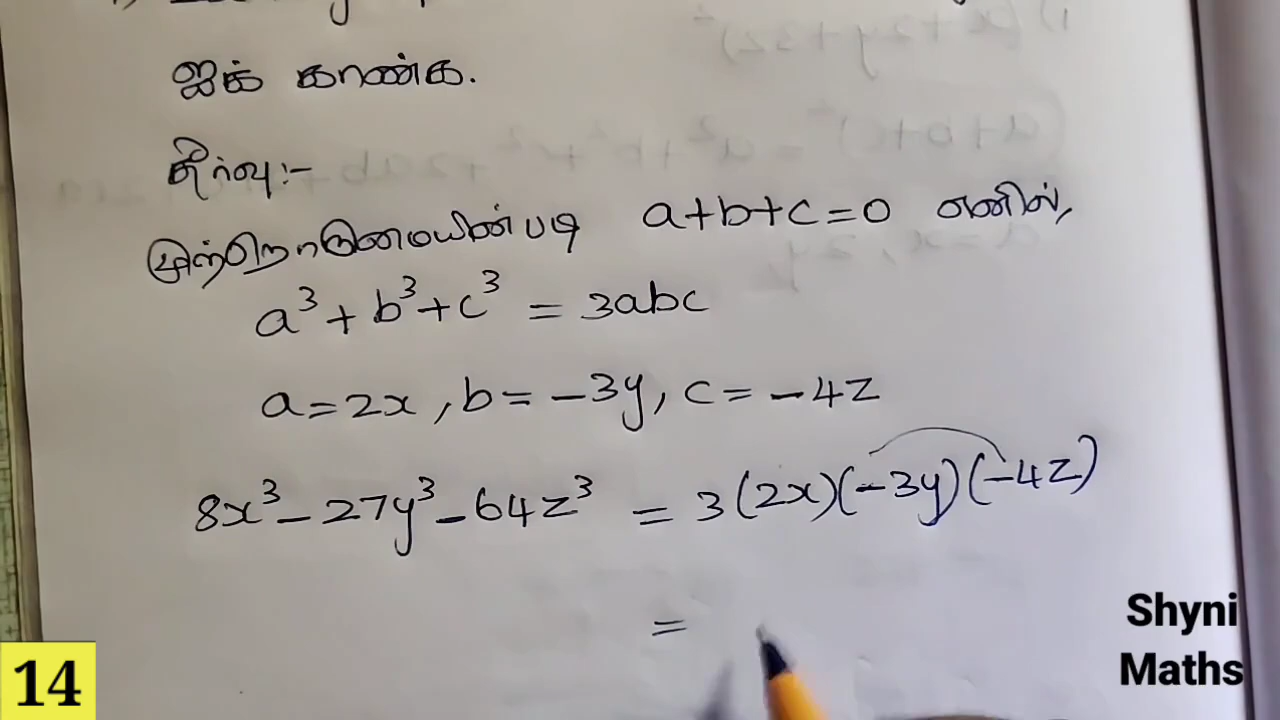 ஐக் காண்க.
தீர்வு:-
முற்றொருமையின்படி a+b+c=0 எனில்,
a³+b³+c³ = 3abc
a=2x, b=-3y, c=-4z
8x³-27y³-64z³ = 3(2x)(-3y)(-4z)
=
Shyni
Maths
14